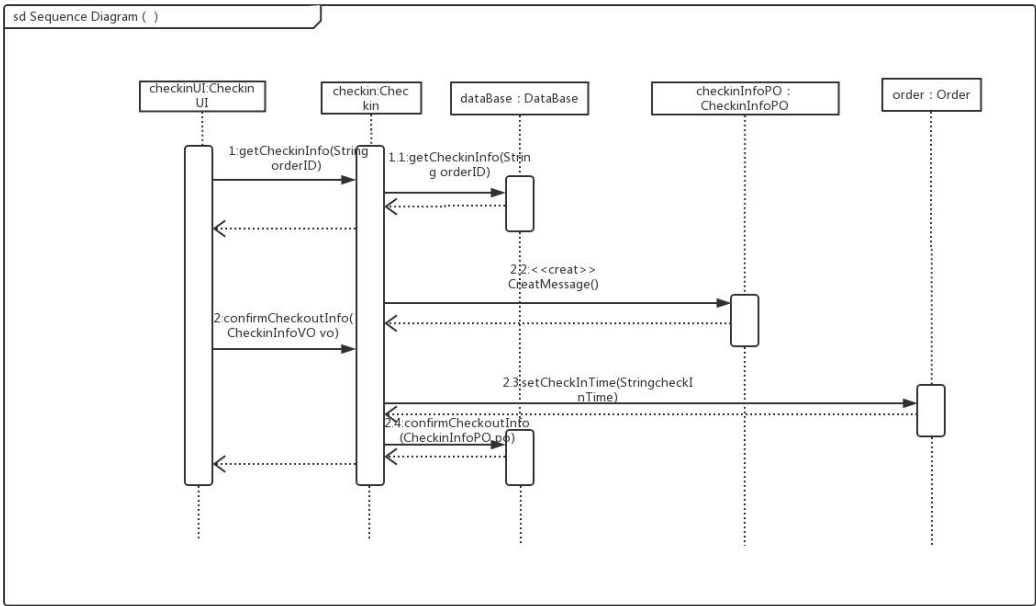 sd Sequence Diagram ( )
checkinUI:Checkin
UI
checkin:Chec
kin
dataBase : DataBase
checkinInfoPO :
CheckinInfoPO
order : Order
1:getCheckinInfo(String
orderID)
1.1:getCheckinInfo(Strin
g orderID)
2.2:<<creat>>
CreatMessage()
2:confirmCheckoutInfo(
CheckinInfoVO vo)
2.3:setCheckInTime(StringcheckI
nTime)
2.4:confirmCheckoutInfo
(CheckinInfoPO po)